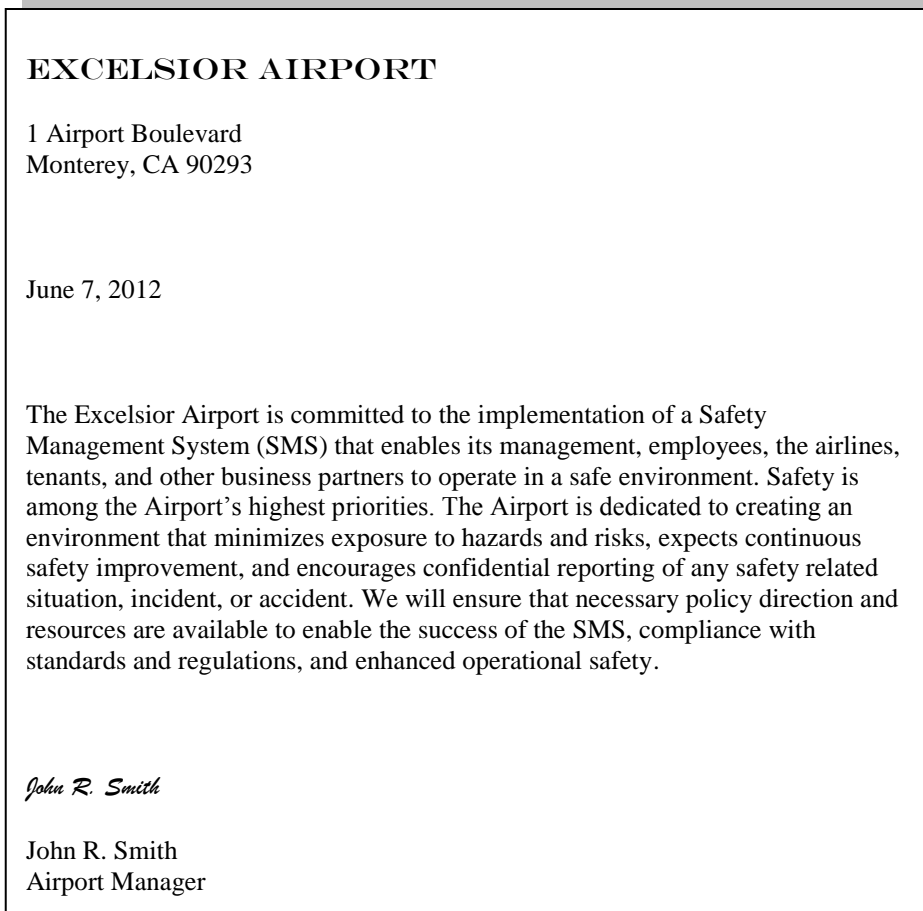 EXCELSIOR AIRPORT
1 Airport Boulevard
Monterey, CA 90293
June 7, 2012
The Excelsior Airport is committed to the implementation of a Safety
Management System (SMS) that enables its management, employees, the airlines,
tenants, and other business partners to operate in a safe environment. Safety is
among the Airport’s highest priorities. The Airport is dedicated to creating an
environment that minimizes exposure to hazards and risks, expects continuous
safety improvement, and encourages confidential reporting of any safety related
situation, incident, or accident. We will ensure that necessary policy direction and
resources are available to enable the success of the SMS, compliance with
standards and regulations, and enhanced operational safety.
John R. Smith
John R. Smith
Airport Manager